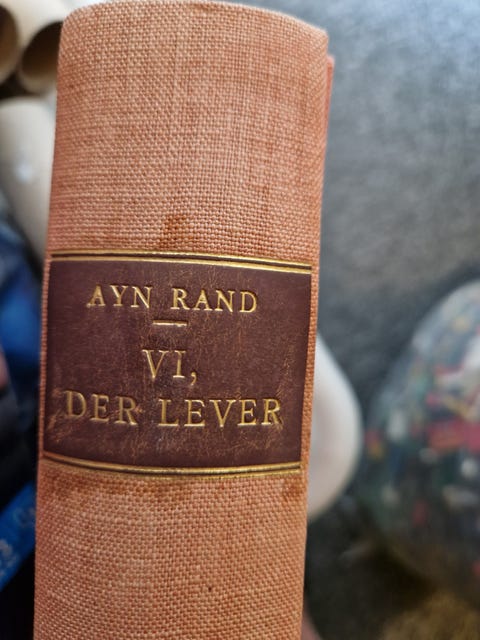 AYN RAND
VI,
DER LEVER